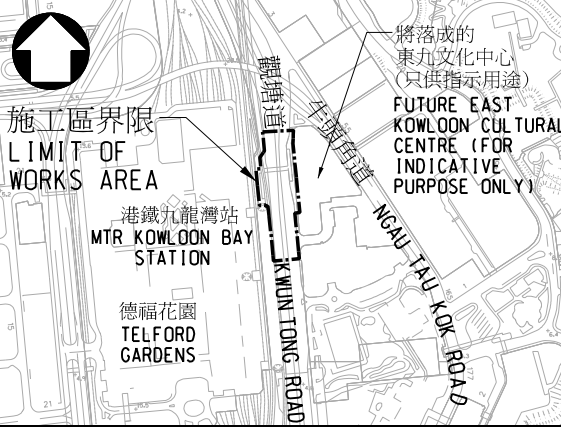 將落成的
東九文化中心
(只供指示用途)
FUTURE EAST
KOWLOON CULTURAL
CENTRE (FOR
INDICATIVE
PURPOSE ONLY)
觀塘道
牛頭角道
施工區界限
LIMIT OF
WORKS AREA
港鐵九龍灣站
MTR KOWLOON BAY
STATION
德福花園
TELFORD
GARDENS
KWUN TONG ROAD
NGAU TAU KOK ROAD
21
177